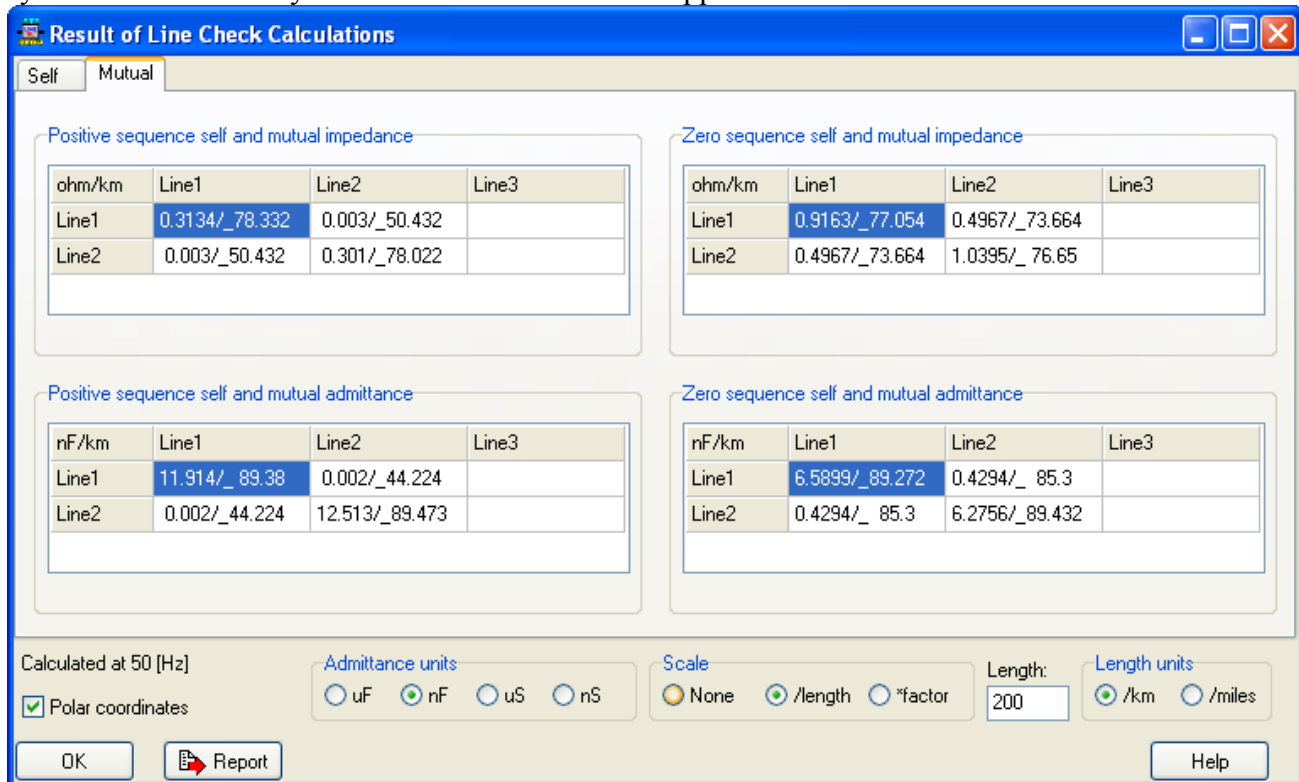 Result of Line Check Calculations
Self Mutual
Positive sequence self and mutual impedance
ohm/km Line1 Line2 Line3
Line1 0.3134/_78.332 0.003/_50.432
Line2 0.003/_50.432 0.301/_78.022
Zero sequence self and mutual impedance
ohm/km Line1 Line2 Line3
Line1 0.9163/_77.054 0.4967/_73.664
Line2 0.4967/_73.664 1.0395/_ 76.65
Positive sequence self and mutual admittance
nF/km Line1 Line2 Line3
Line1 11.914/_ 89.38 0.002/_44.224
Line2 0.002/_44.224 12.513/_89.473
Zero sequence self and mutual admittance
nF/km Line1 Line2 Line3
Line1 6.5899/_89.272 0.4294/_ 85.3
Line2 0.4294/_ 85.3 6.2756/_89.432
Calculated at 50 [Hz]
Polar coordinates
Admittance units
uF nF uS nS
Scale
None /length *factor
Length:
200
Length units
/km /miles
OK Report Help